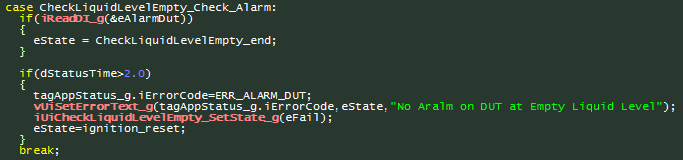 case CheckLiquidLevelEmpty_Check_Alarm:
if(iReadDI_g(&eAlarmDut))
{
eState = CheckLiquidLevelEmpty_end;
}
if(dStatusTime>2.0)
{
tagAppStatus_g.iErrorCode=ERR_ALARM_DUT;
vUiSetErrorText_g(tagAppStatus_g.iErrorCode,eState,"No Aralm on DUT at Empty Liquid Level");
iUiCheckLiquidLevelEmpty_SetState_g(eFail);
eState=ignition_reset;
}
break;